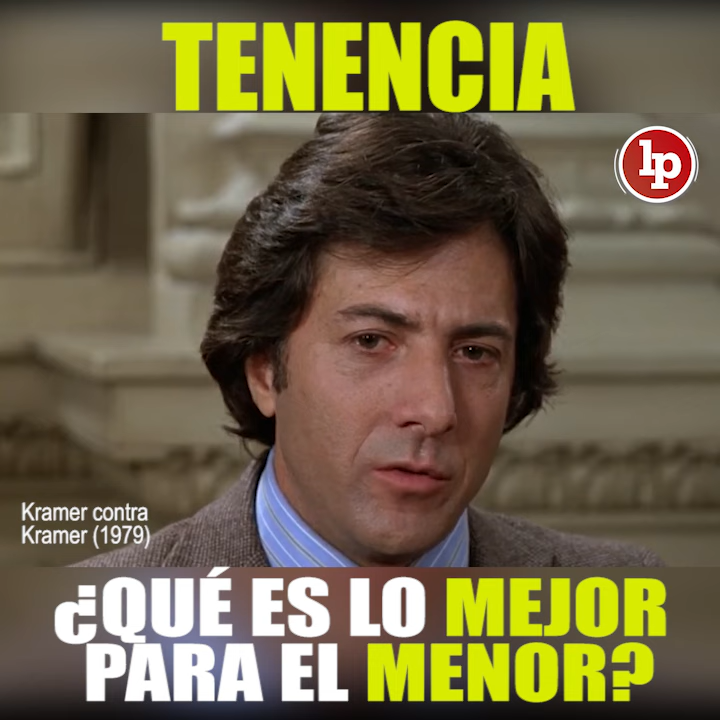 TENENCIA
lp
Kramer contra
Kramer (1979)
¿QUÉ ES LO MEJOR
PARA EL MENOR?